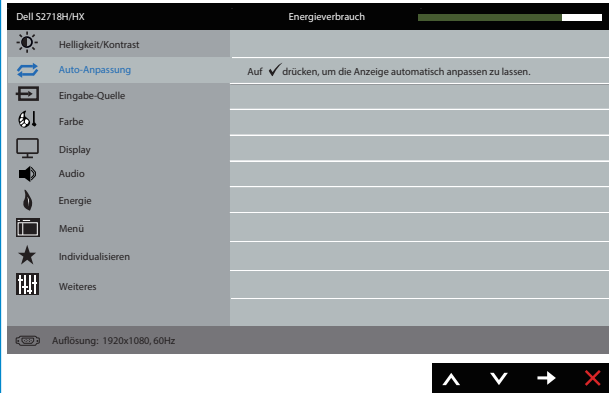 Dell S2718H/HX Energieverbrauch
Helligkeit/Kontrast
Auto-Anpassung Auf ✓ drücken, um die Anzeige automatisch anpassen zu lassen.
Eingabe-Quelle
Farbe
Display
Audio
Energie
Menü
Individualisieren
Weiteres
Auflösung: 1920x1080, 60Hz